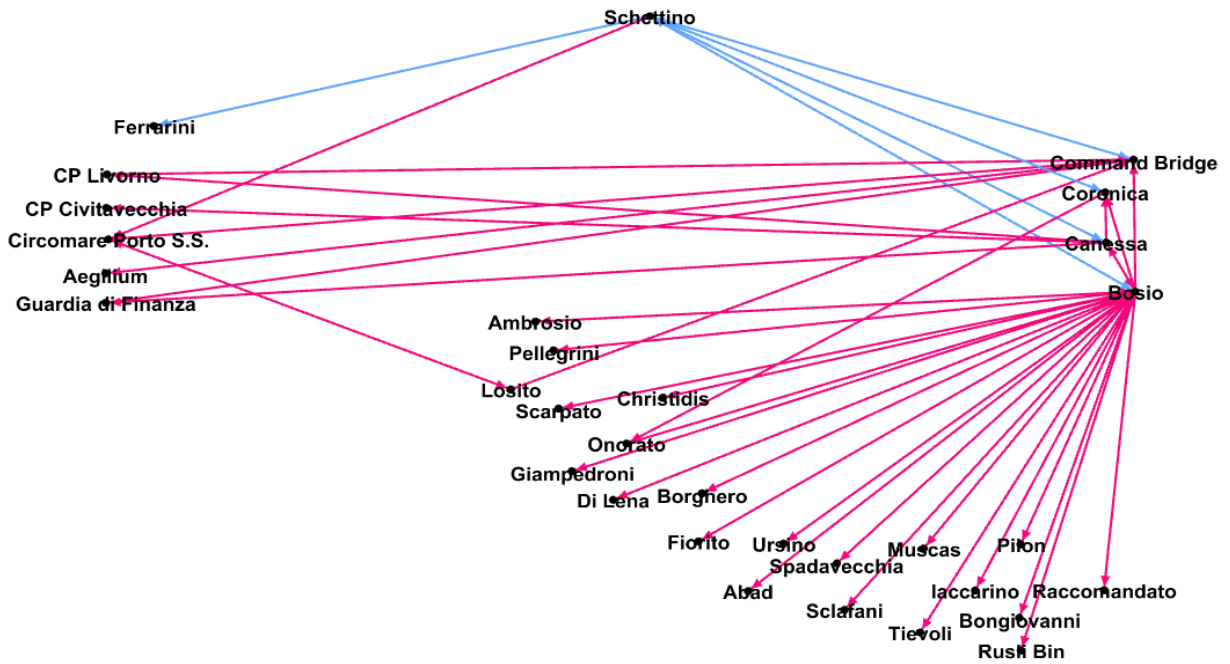 Schettino
Ferrarini
Command Bridge
CP Livorno
Coronica
CP Civitavecchia
Circomare Porto S.S.
Canessa
Aegilium
Bosio
Guardia di Finanza
Ambrosio
Pellegrini
Losito
Christidis
Scarpato
Onorato
Giampedroni
Borghero
Di Lena
Fiorito
Ursino
Pilon
Muscas
Spadavecchia
Abad
Iaccarino
Raccomandato
Sclafani
Bongiovanni
Tievoli
Rush Bin